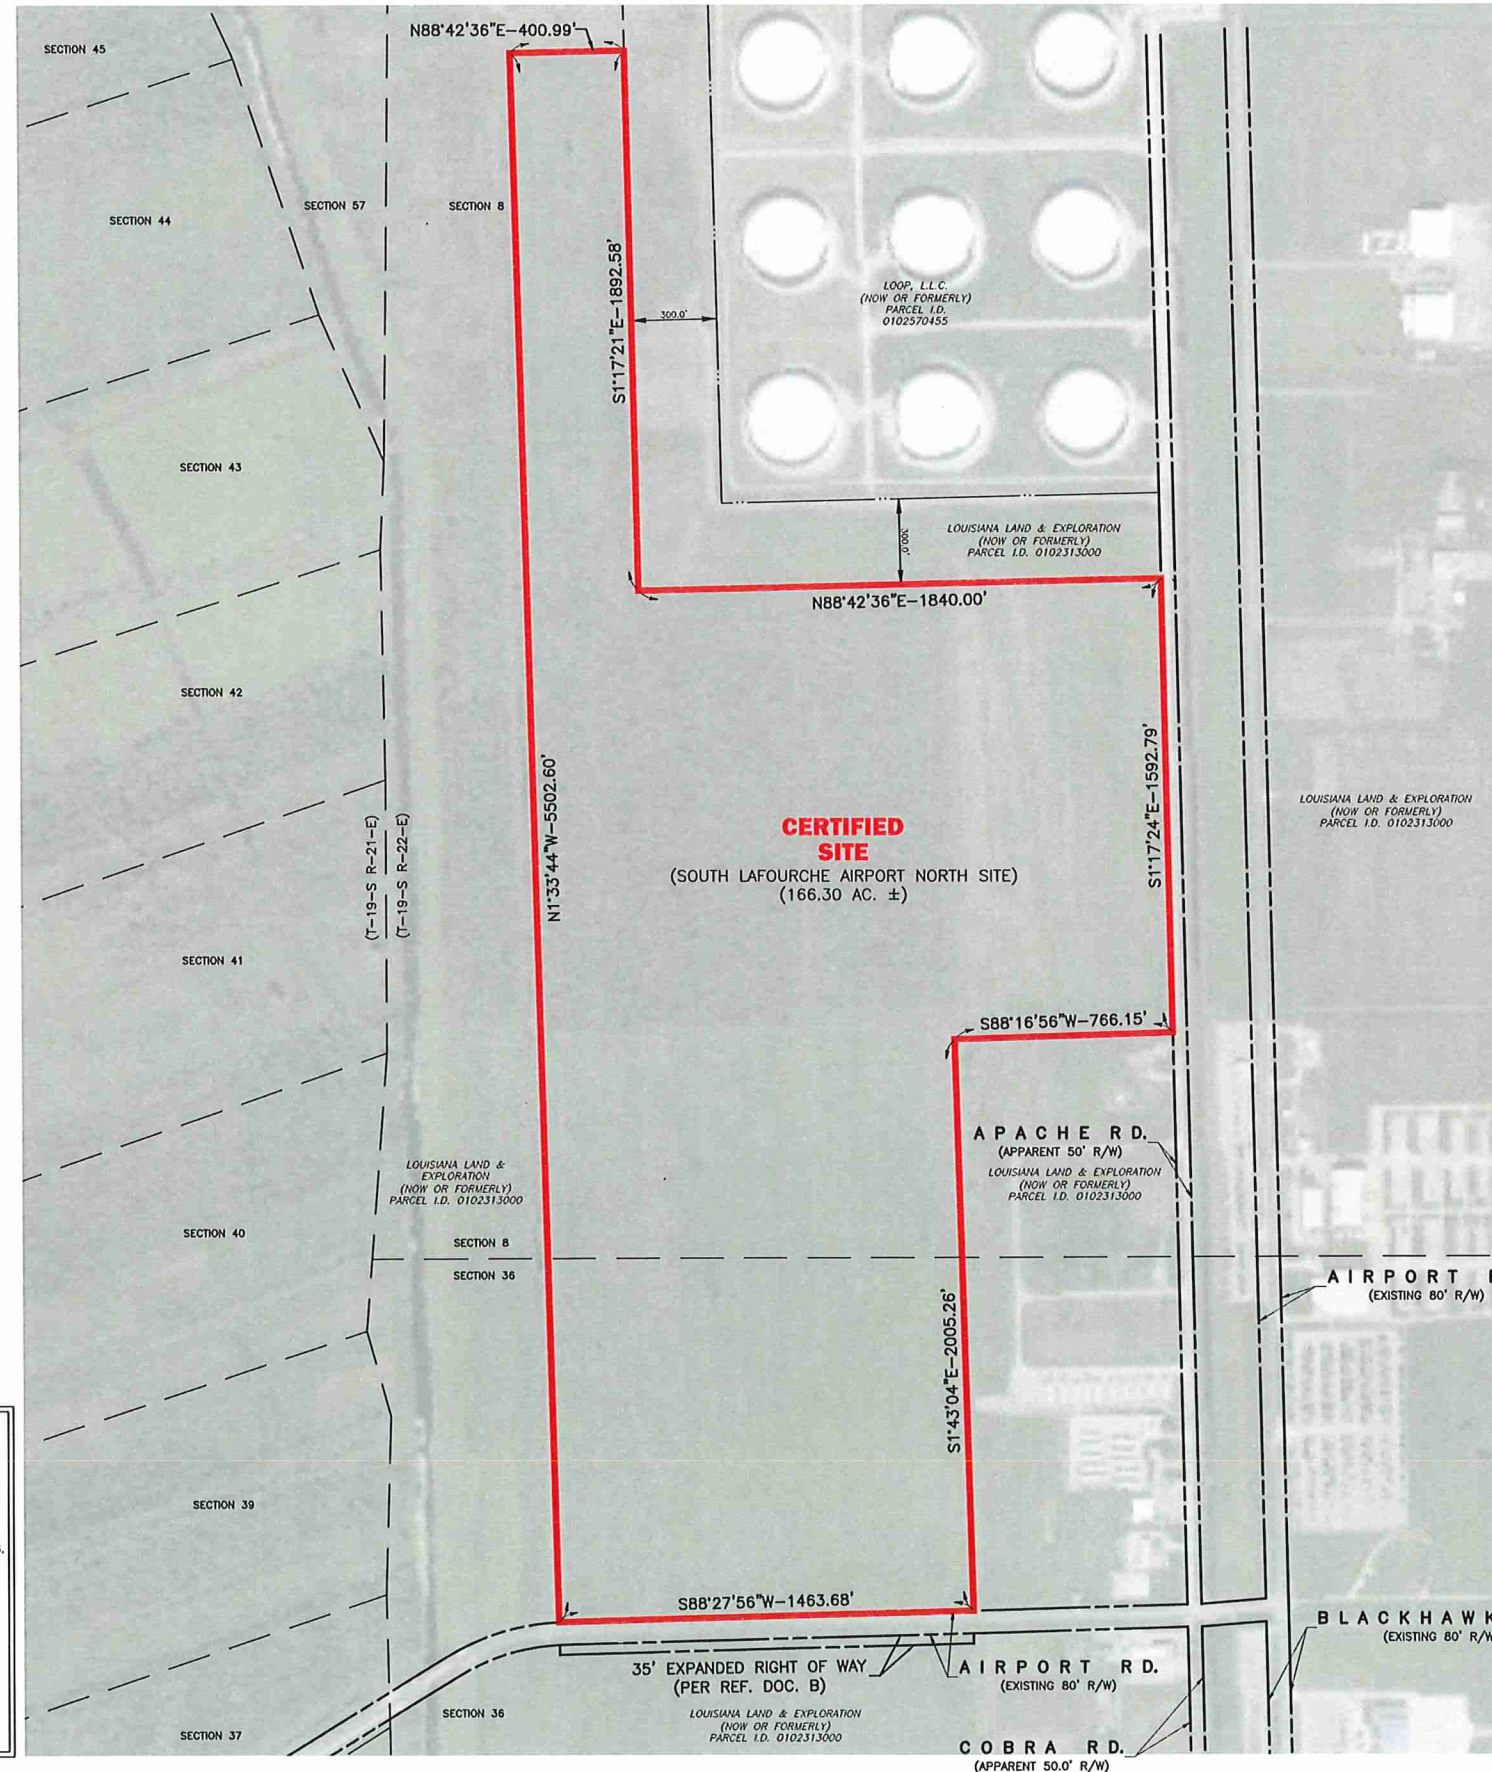 N88°42'36"E-400.99'
SECTION 45
SECTION 44
SECTION 57
SECTION 8
S1°17'21"E-1892.58'
300.0'
LOOP, L.L.C.
(NOW OR FORMERLY)
PARCEL I.D.
0102570455
SECTION 43
300.0'
LOUISIANA LAND & EXPLORATION
(NOW OR FORMERLY)
PARCEL I.D. 0102313000
N88°42'36"E-1840.00'
SECTION 42
N1°33'44"W-5502.60'
S1°17'24"E-1592.79'
(T-19-S R-21-E)
(T-19-S R-22-E)
CERTIFIED
SITE
(SOUTH LAFOURCHE AIRPORT NORTH SITE)
(166.30 AC. ±)
LOUISIANA LAND & EXPLORATION
(NOW OR FORMERLY)
PARCEL I.D. 0102313000
SECTION 41
S88°16'56"W-766.15'
APACHE RD.
(APPARENT 50' R/W)
LOUISIANA LAND & EXPLORATION
(NOW OR FORMERLY)
PARCEL I.D. 0102313000
LOUISIANA LAND &
EXPLORATION
(NOW OR FORMERLY)
PARCEL I.D. 0102313000
SECTION 40
SECTION 8
SECTION 36
AIRPORT
(EXISTING 80' R/W)
S1°43'04"E-2005.26'
SECTION 39
S88°27'56"W-1463.68'
BLACKHAWK
(EXISTING 80' R/W
35' EXPANDED RIGHT OF WAY
(PER REF. DOC. B)
AIRPORT RD.
(EXISTING 80' R/W)
SECTION 36
LOUISIANA LAND & EXPLORATION
(NOW OR FORMERLY)
PARCEL I.D. 0102313000
SECTION 37
COBRA RD.
(APPARENT 50.0' R/W)